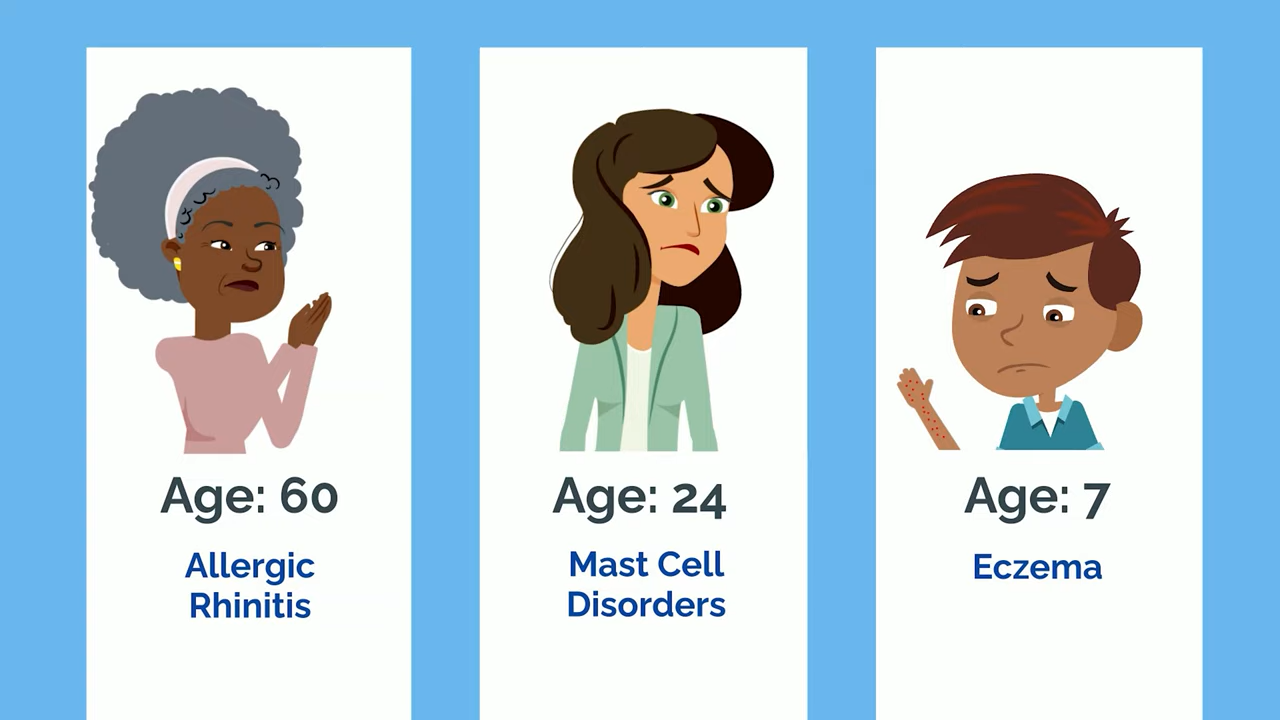 Age: 60
Allergic
Rhinitis
Age: 24
Mast Cell
Disorders
Age: 7
Eczema